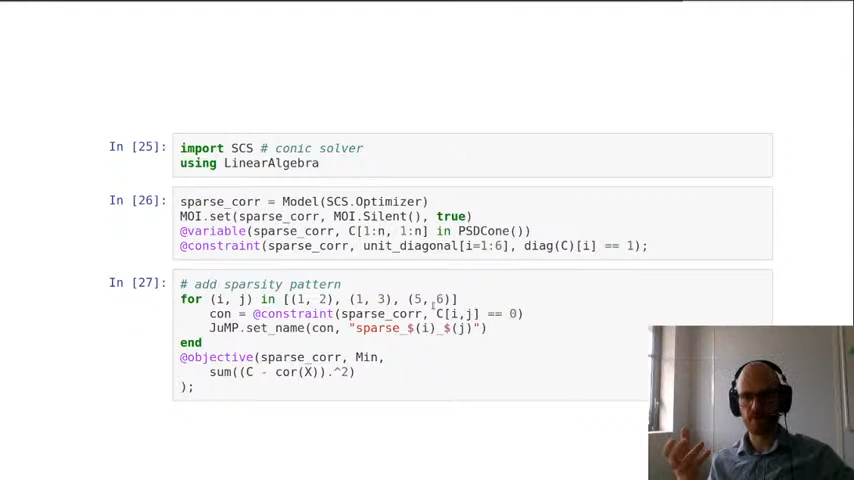 In [25]:
import SCS # conic solver
using LinearAlgebra
In [26]:
sparse_corr = Model(SCS.Optimizer)
MOI.set(sparse_corr, MOI.Silent(), true)
@variable(sparse_corr, C[1:n, 1:n] in PSDCone())
@constraint(sparse_corr, unit_diagonal[i=1:6], diag(C)[i] == 1);
In [27]:
# add sparsity pattern
for (i, j) in [(1, 2), (1, 3), (5, 6)]
    con = @constraint(sparse_corr, C[i,j] == 0)
    JuMP.set_name(con, "sparse_$(i)_$(j)")
end
@objective(sparse_corr, Min,
    sum((C - cor(X)).^2)
);